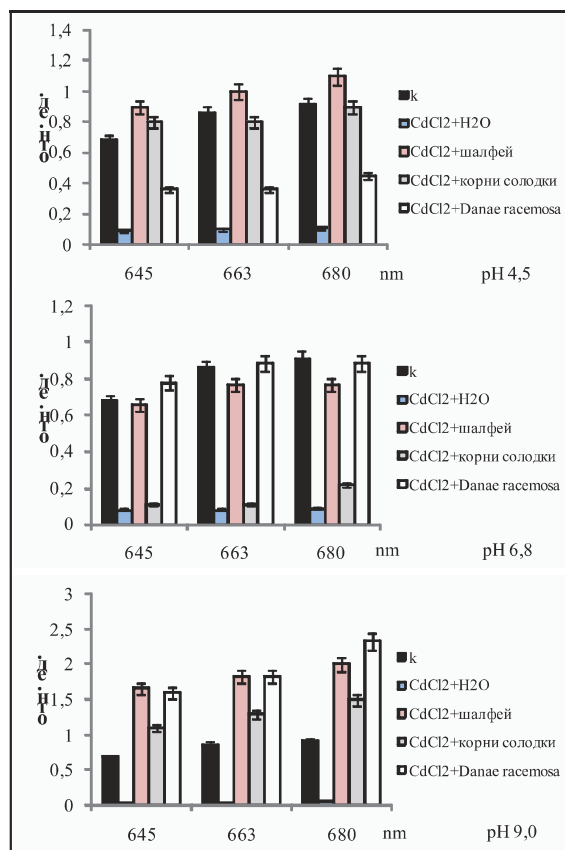 1,4
1,2
1
0,8
0,6
0,4
0,2
0
645 663 680 nm pH 4,5
k
CdCl2+H2O
CdCl2+шалфей
CdCl2+корни солодки
CdCl2+Danae racemosa
1,2
1
0,8
0,6
0,4
0,2
0
645 663 680 nm pH 6,8
k
CdCl2+H2O
CdCl2+шалфей
CdCl2+корни солодки
CdCl2+Danae racemosa
3
2,5
2
1,5
1
0,5
0
645 663 680 nm pH 9,0
k
CdCl2+H2O
CdCl2+шалфей
CdCl2+корни солодки
CdCl2+Danae racemosa